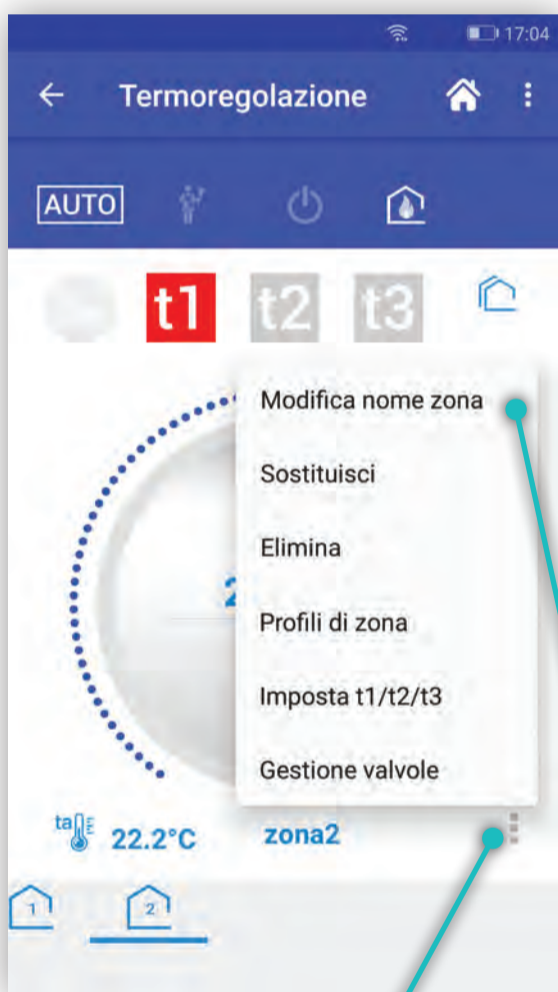 17:04
Termoregolazione
AUTO
t1 t2 t3
Modifica nome zona
Sostituisci
Elimina
Profili di zona
Imposta t1/t2/t3
Gestione valvole
ta 22.2°C zona2
1 2